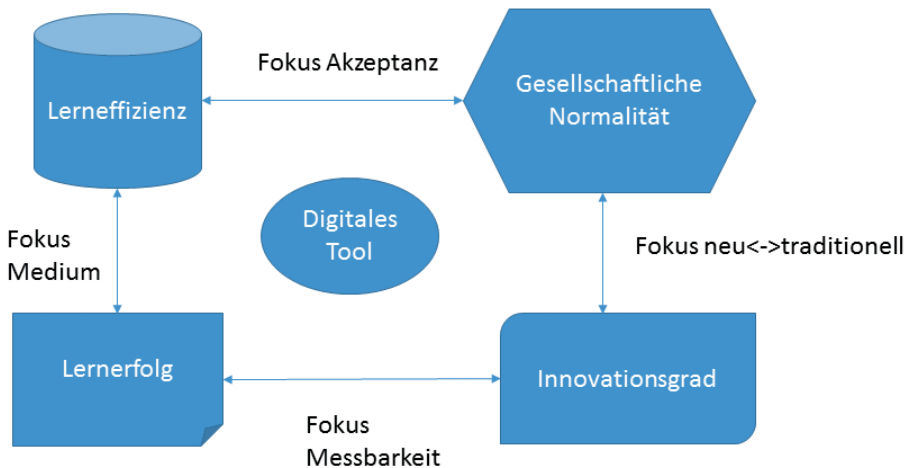 Fokus Akzeptanz
Gesellschaftliche
Normalität
Lerneffizienz
Digitales
Tool
Fokus
Medium
Fokus neu<->traditionell
Lernerfolg
Innovationsgrad
Fokus
Messbarkeit